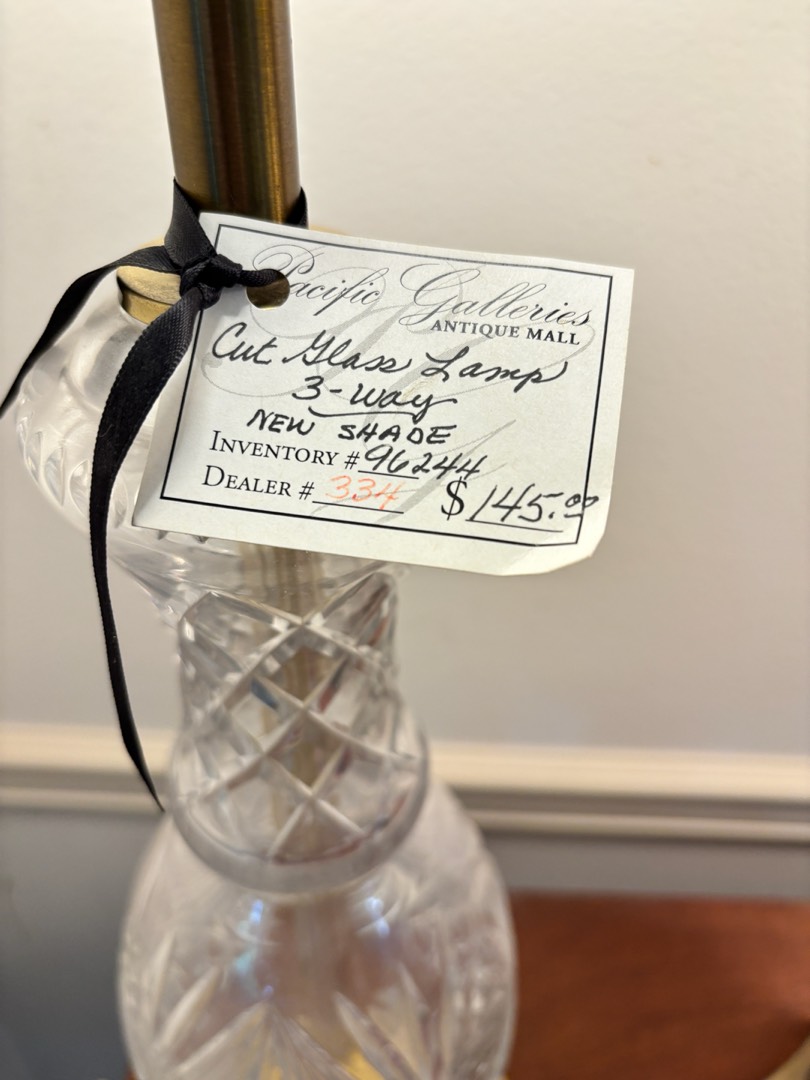 Pacific Galleries
ANTIQUE MALL
Cut Glass Lamp
3-way
NEW SHADE
INVENTORY # 96244
DEALER # 334 $ 145.00